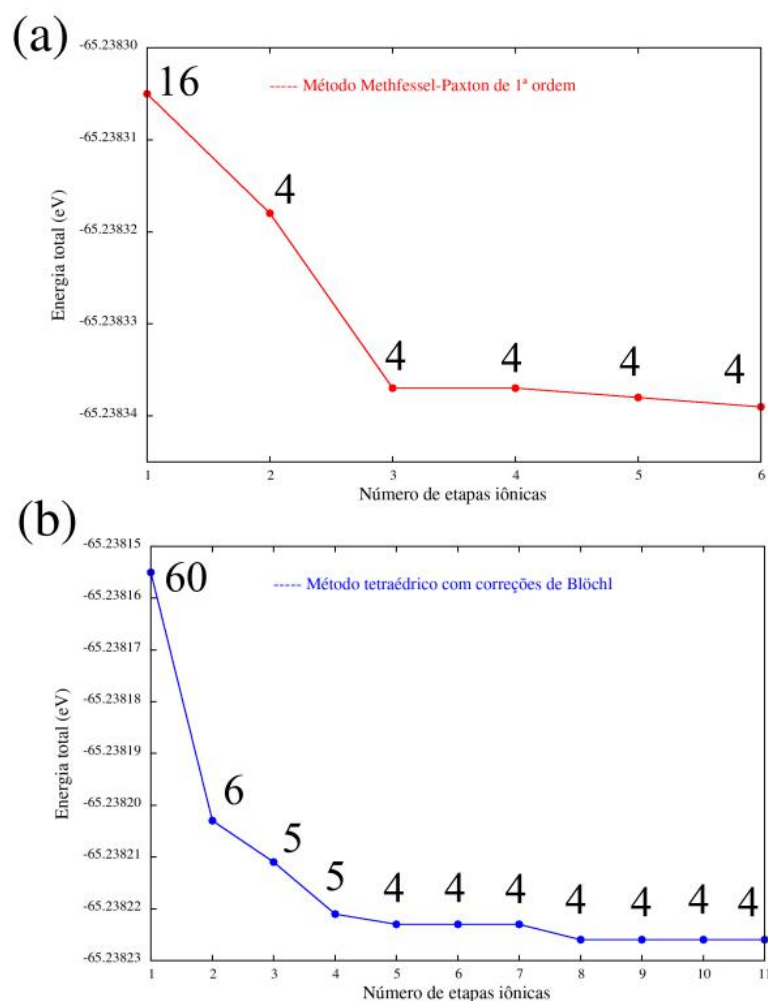 (a)
-65.23830
16
----- Método Methfessel-Paxton de 1ª ordem
-65.23831
4
Energia total (eV)
-65.23832
-65.23833
4 4 4 4
-65.23834
1 2 3 4 5 6
Número de etapas iônicas
(b)
-65.23815
60
----- Método tetraédrico com correções de Blöchl
-65.23816
-65.23817
-65.23818
Energia total (eV)
-65.23819
6
-65.23820
5
-65.23821
5 4 4 4 4 4 4 4
-65.23822
-65.23823
1 2 3 4 5 6 7 8 9 10 11
Número de etapas iônicas